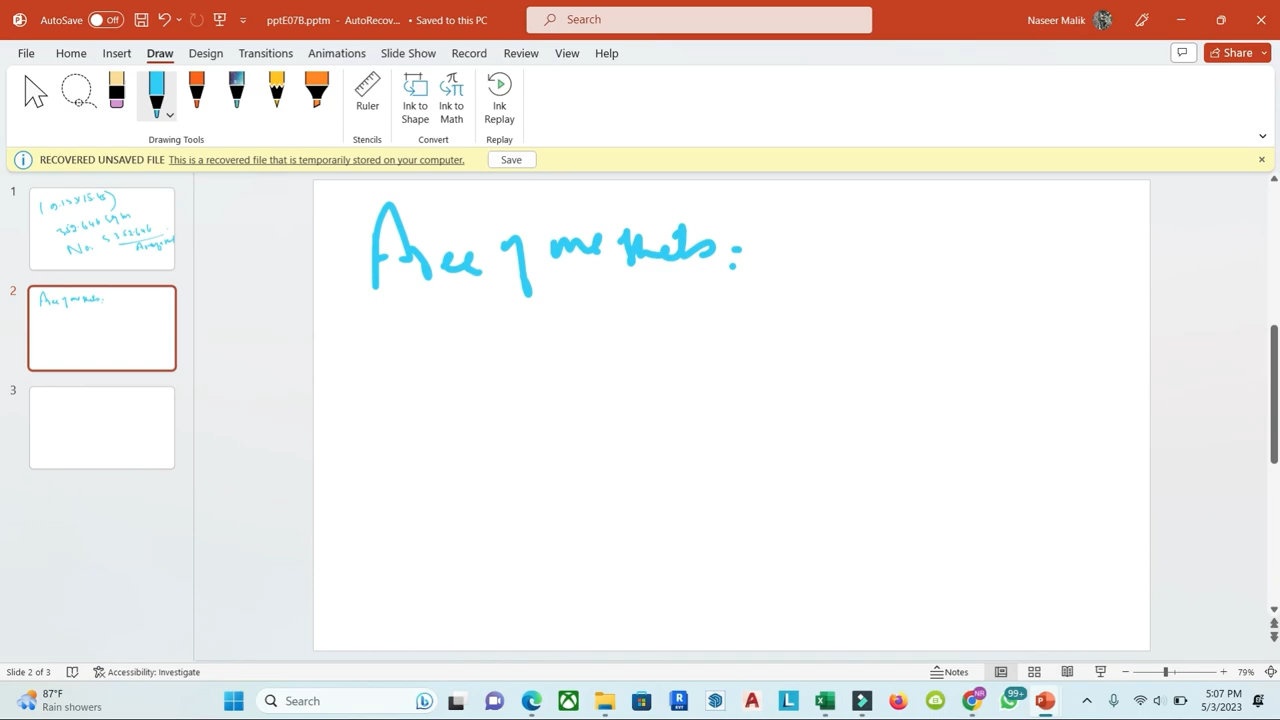 AutoSave Off pptE07B.pptm - AutoRecov... • Saved to this PC Search Naseer Malik
File Home Insert Draw Design Transitions Animations Slide Show Record Review View Help Share
Ruler Ink to Shape Ink to Math Ink Replay
Drawing Tools Stencils Convert Replay
RECOVERED UNSAVED FILE This is a recovered file that is temporarily stored on your computer. Save
1
No.
2
3
Slide 2 of 3 Accessibility: Investigate Notes 79%
87°F
Rain showers
Search
99+
5:07 PM
5/3/2023